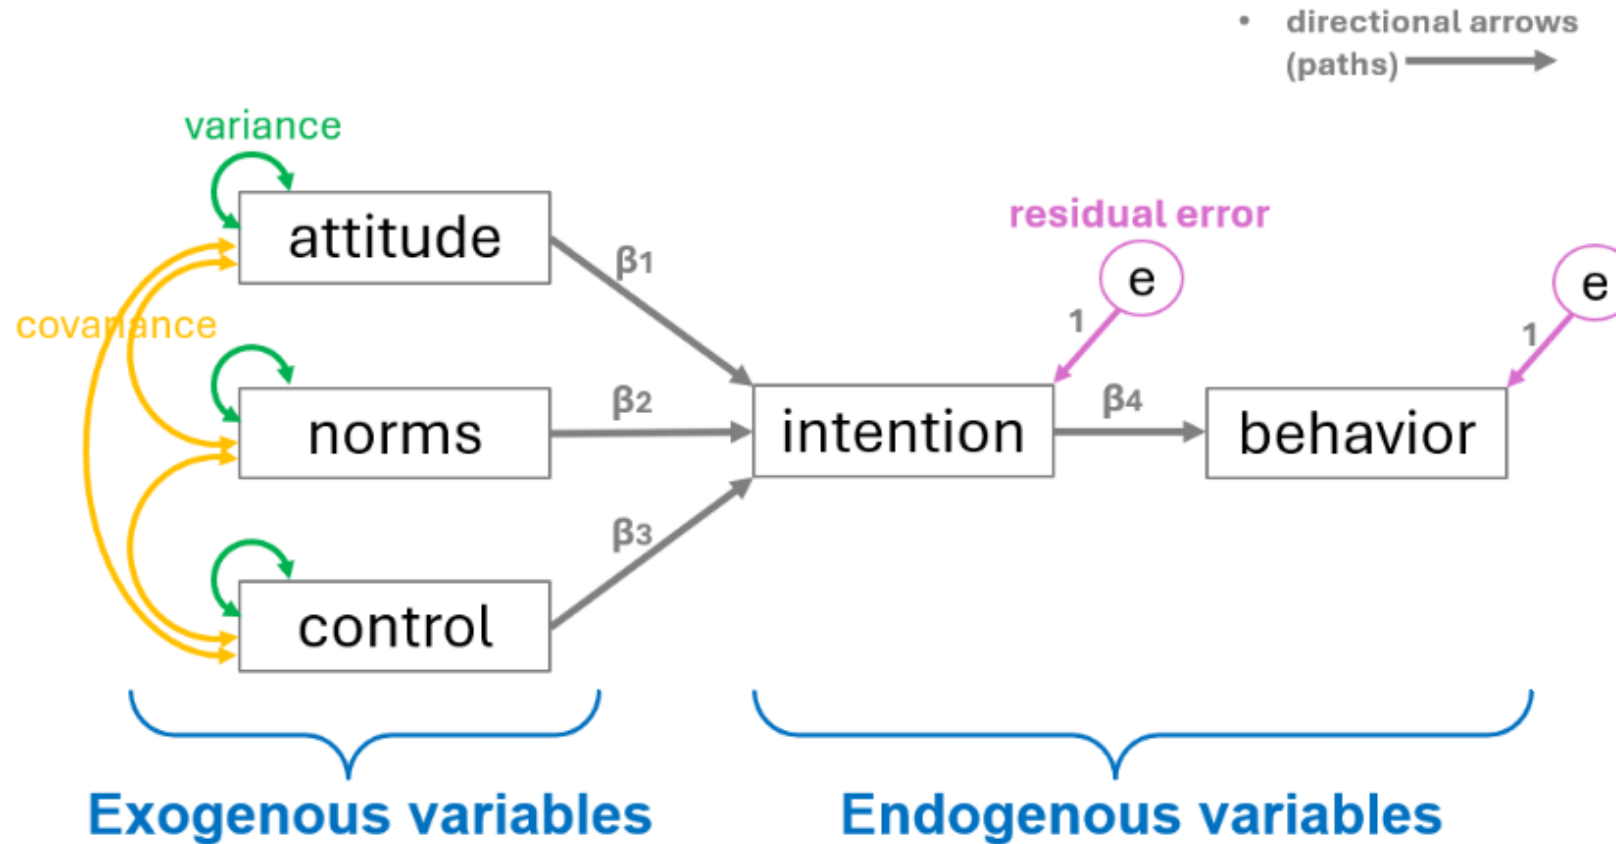 • directional arrows
(paths)
variance
attitude
residual error
β1
e
e
covariance
1
1
norms
β2
intention
β4
behavior
β3
control
Exogenous variables
Endogenous variables